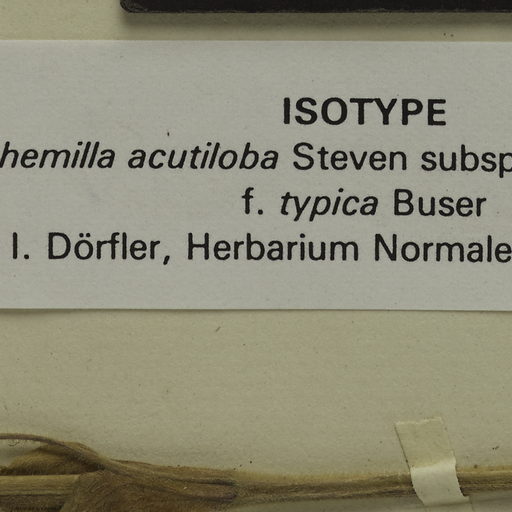 ISOTYPE
hemilla acutiloba Steven subsp
f. typica Buser
I. Dörfler, Herbarium Normale